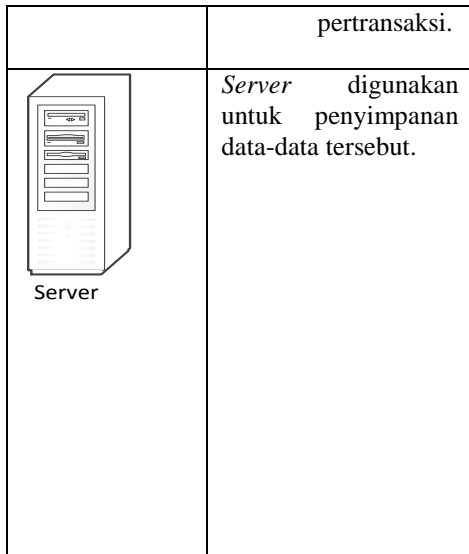 pertransaksi.
Server
Server digunakan
untuk penyimpanan
data-data tersebut.